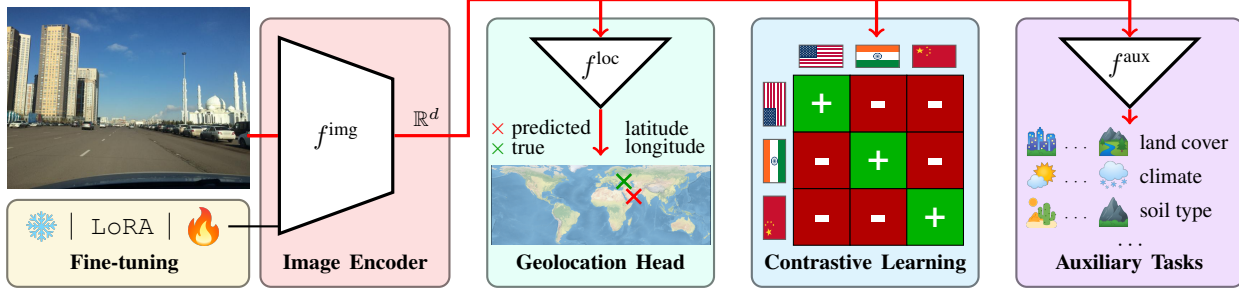 LoRA
Fine-tuning
f^img
Image Encoder
ℝ^d
f^loc
× predicted
× true
latitude
longitude
Geolocation Head
+ - -
- + -
- - +
Contrastive Learning
f^aux
... land cover
... climate
... soil type
...
Auxiliary Tasks